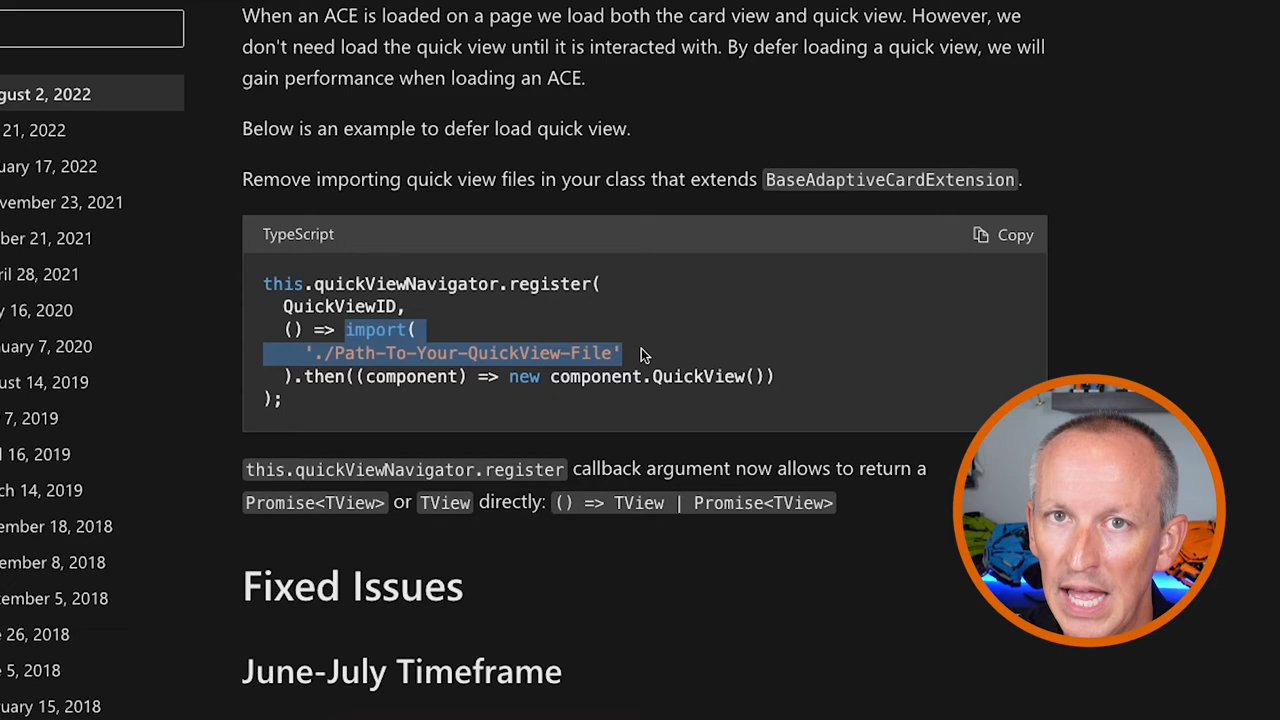 When an ACE is loaded on a page we load both the card view and quick view. However, we
don't need load the quick view until it is interacted with. By defer loading a quick view, we will
gain performance when loading an ACE.
Below is an example to defer load quick view.
Remove importing quick view files in your class that extends BaseAdaptiveCardExtension.
TypeScript
Copy
this.quickViewNavigator.register(
QuickViewID,
() => import(
'./Path-To-Your-QuickView-File'
).then((component) => new component.QuickView())
);
this.quickViewNavigator.register callback argument now allows to return a
Promise<TView> or TView directly: () => TView | Promise<TView>
Fixed Issues
June-July Timeframe
gust 2, 2022
21, 2022
uary 17, 2022
vember 23, 2021
ber 21, 2021
ril 28, 2021
y 16, 2020
nuary 7, 2020
ust 14, 2019
7, 2019
16, 2019
rch 14, 2019
ember 18, 2018
ember 8, 2018
tember 5, 2018
e 26, 2018
e 5, 2018
uary 15, 2018